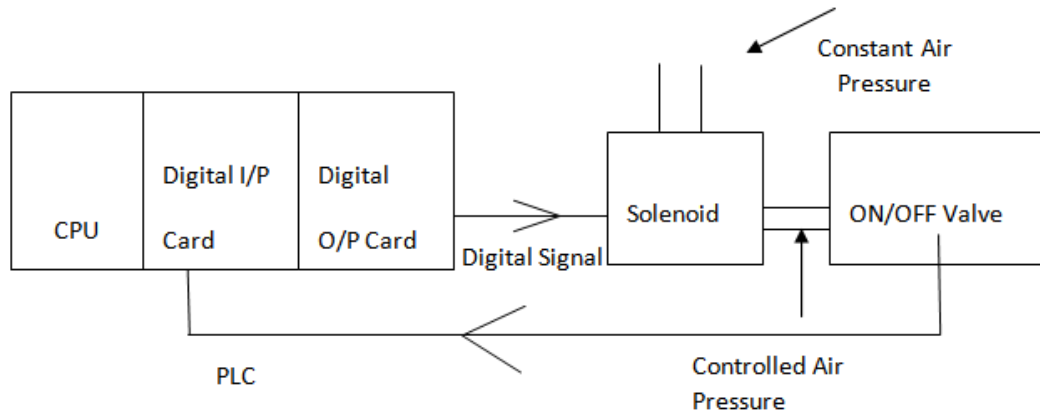 Constant Air
Pressure
CPU
Digital I/P
Card
Digital
O/P Card
Digital Signal
Solenoid
ON/OFF Valve
PLC
Controlled Air
Pressure